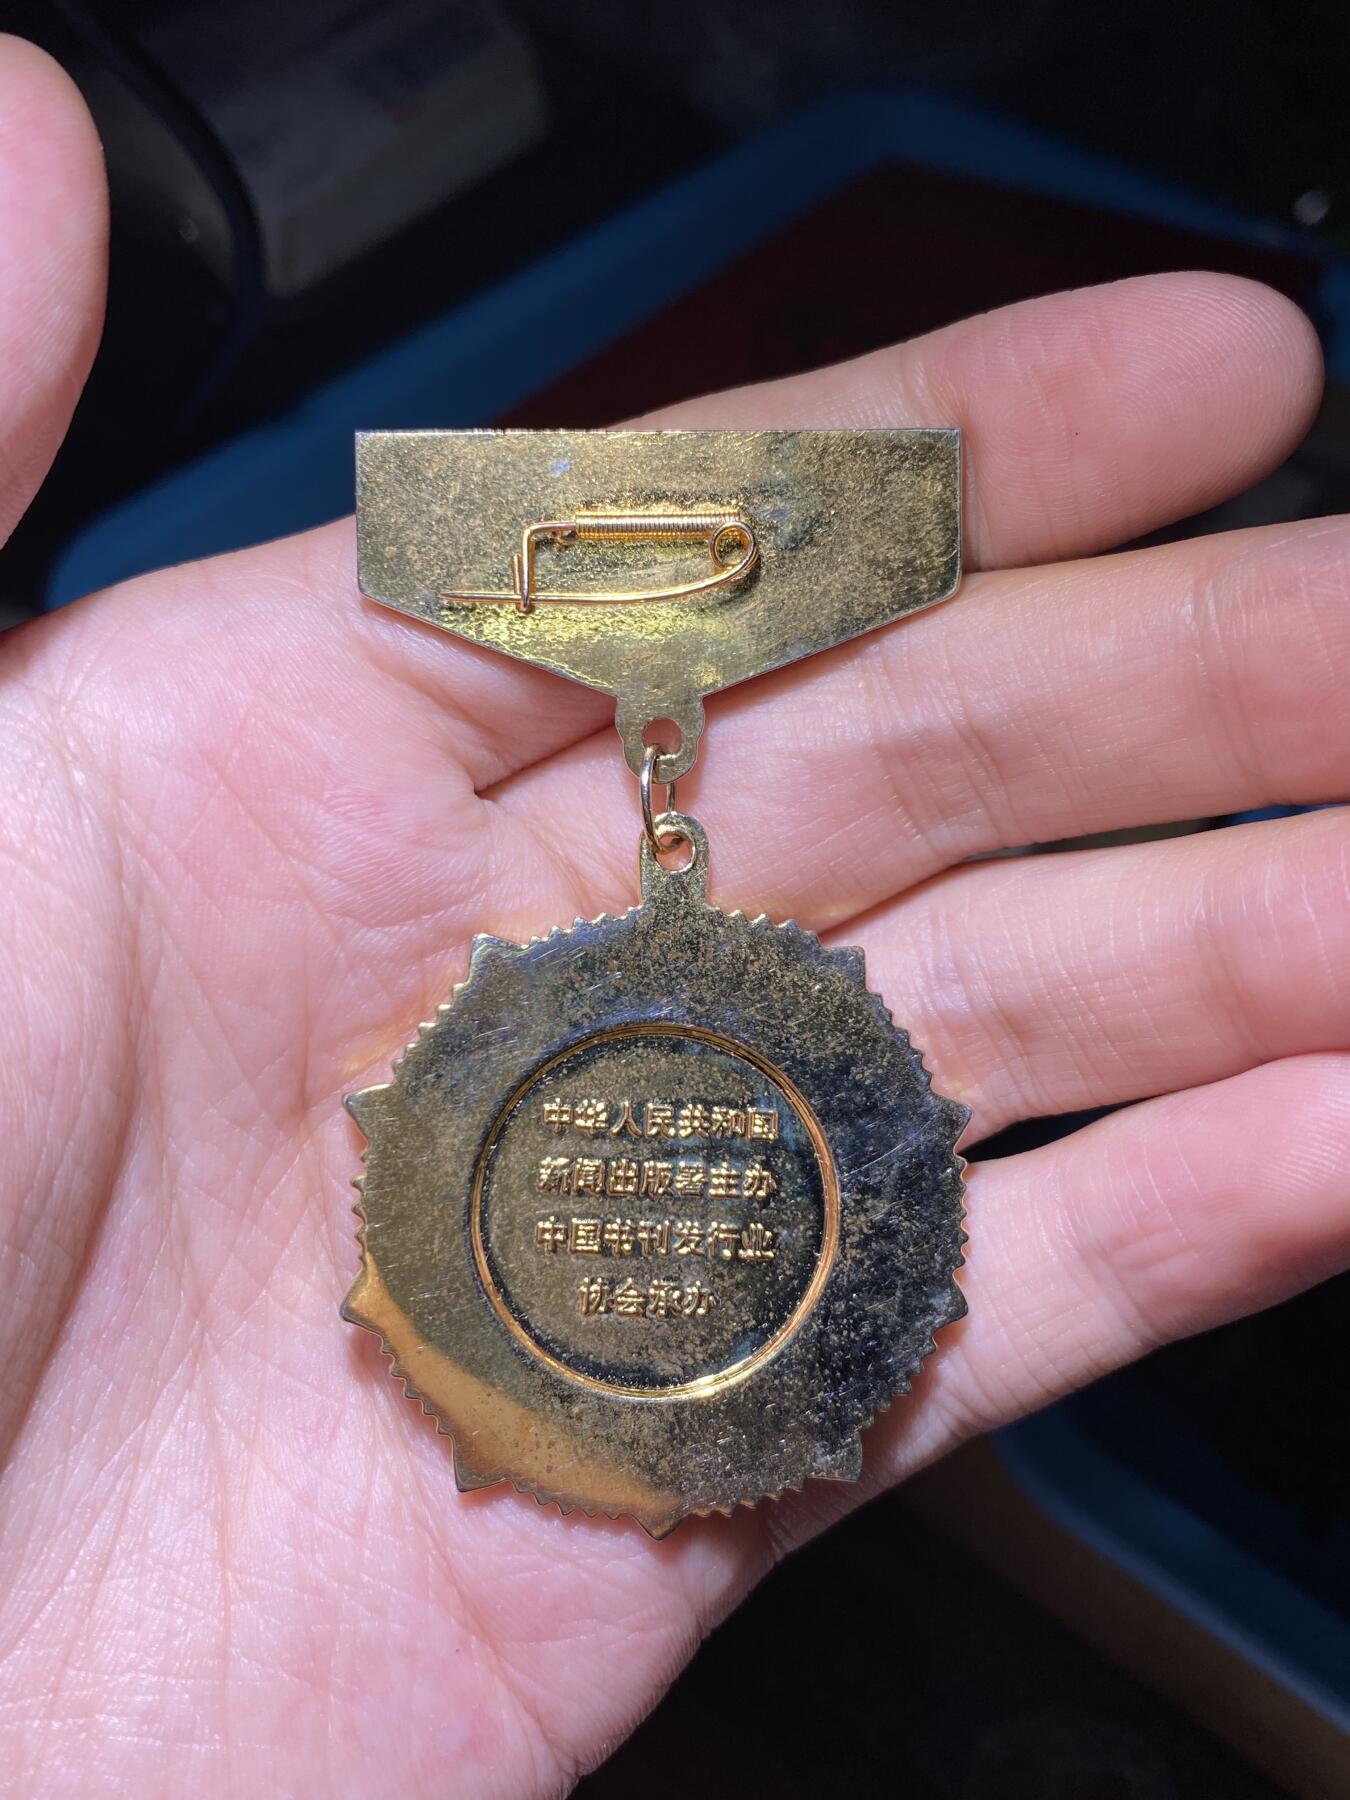 中华人民共和国
新闻出版署主办
中国书刊发行业
协会承办